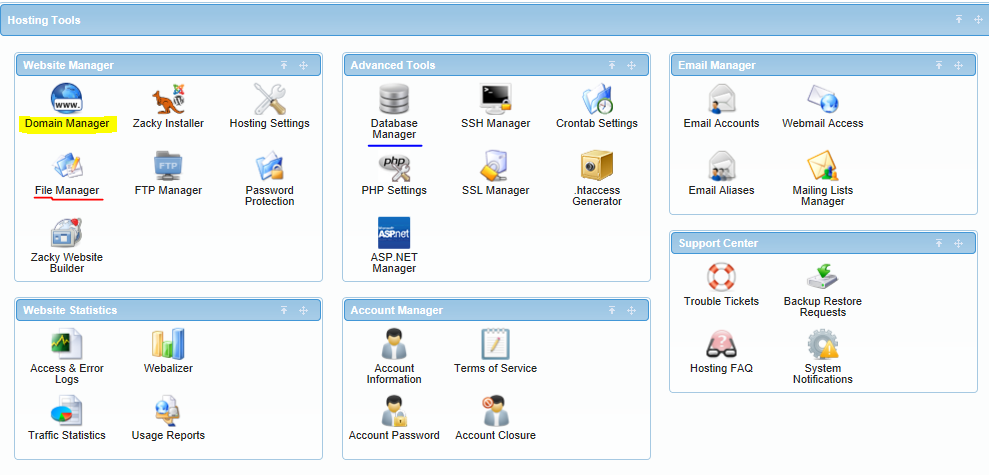 Hosting Tools
Website Manager
www.
Domain Manager
Zacky Installer
Hosting Settings
File Manager
FTP
FTP Manager
Password
Protection
Zacky Website
Builder
Advanced Tools
Database
Manager
SSH Manager
Crontab Settings
php
PHP Settings
SSL Manager
.htaccess
Generator
Microsoft
ASP.net
ASP.NET
Manager
Email Manager
Email Accounts
Webmail Access
Email Aliases
Mailing Lists
Manager
Support Center
Trouble Tickets
Backup Restore
Requests
?
Hosting FAQ
System
Notifications
Website Statistics
Access & Error
Logs
Webalizer
Traffic Statistics
Usage Reports
Account Manager
Account
Information
Terms of Service
Account Password
Account Closure